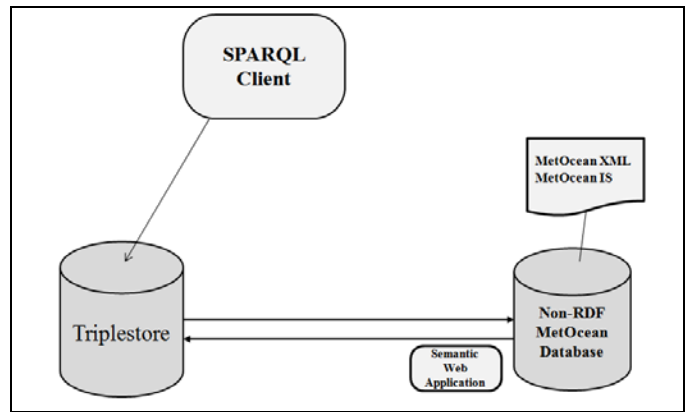 SPARQL
Client
MetOcean XML
MetOcean IS
Triplestore
Non-RDF
MetOcean
Database
Semantic
Web
Application